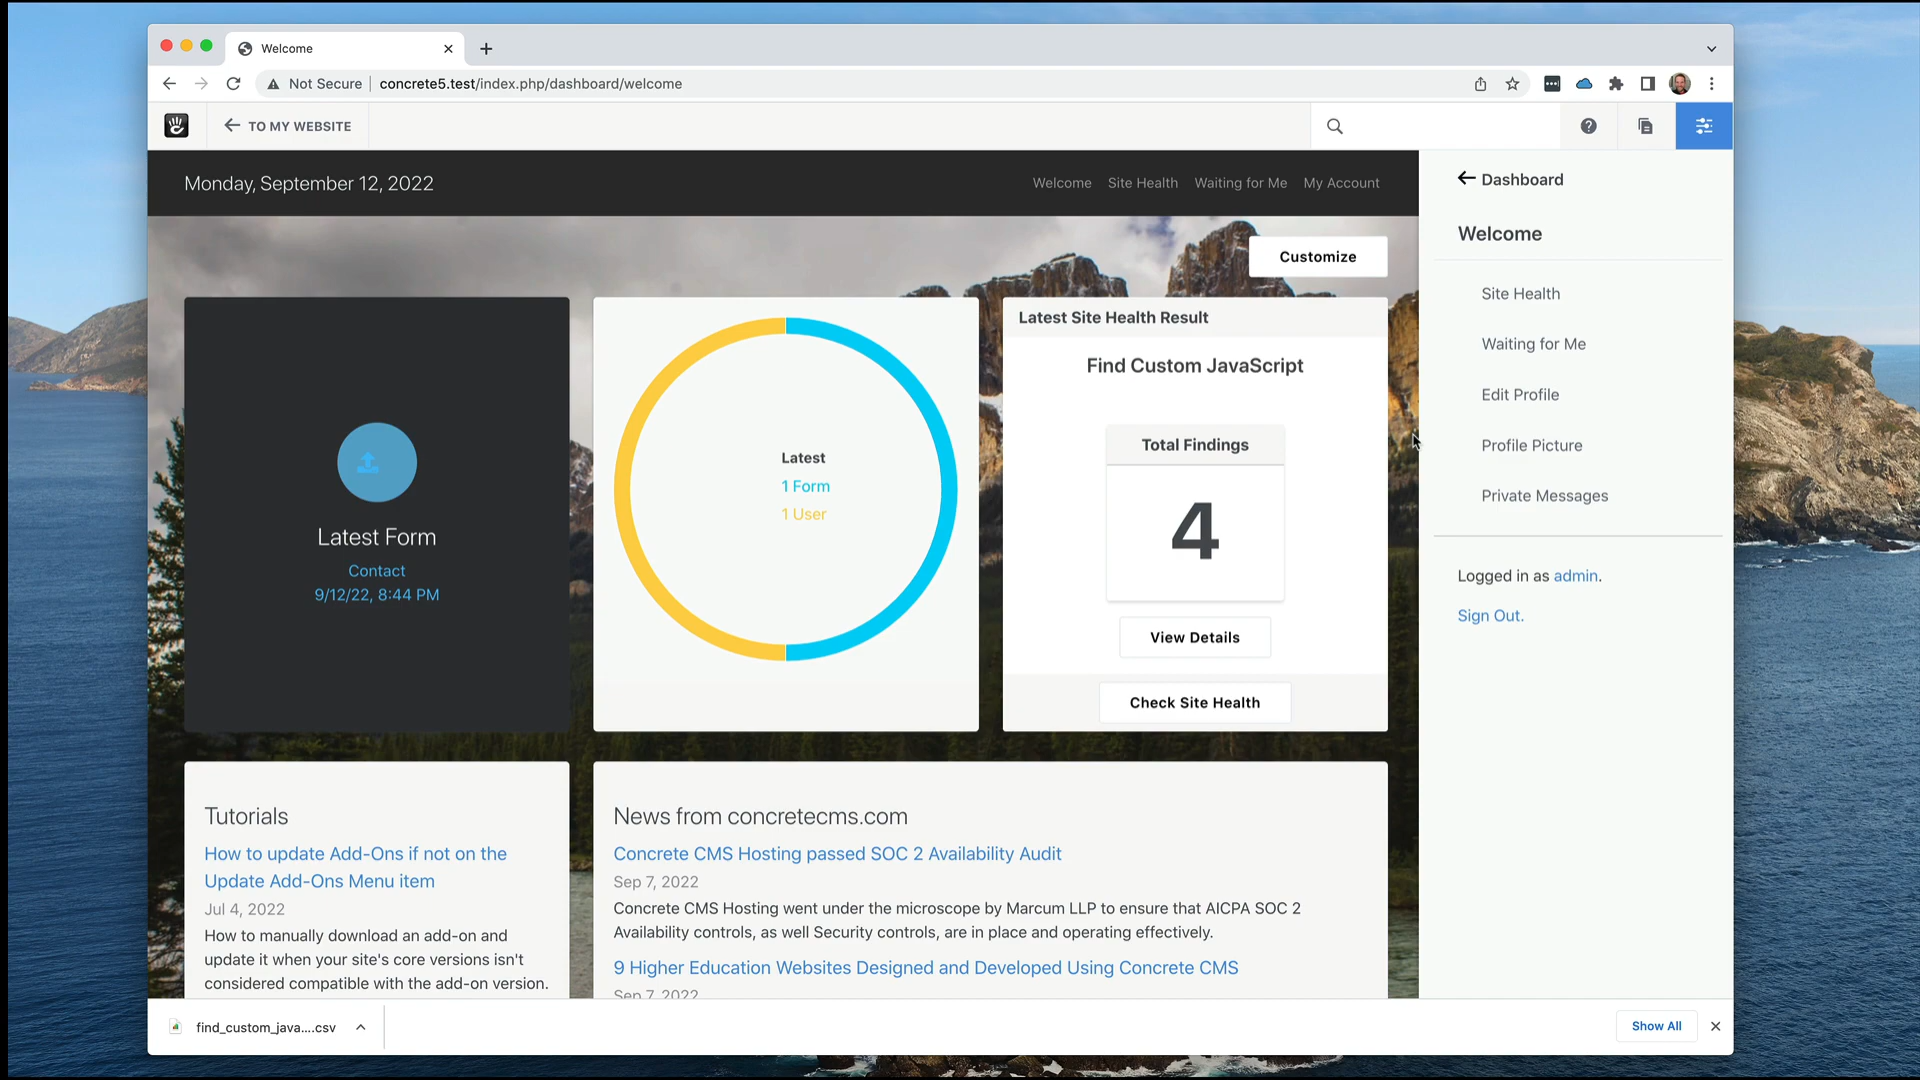 Welcome
Not Secure
concrete5.test/index.php/dashboard/welcome
TO MY WEBSITE
Monday, September 12, 2022
Welcome
Site Health
Waiting for Me
My Account
Customize
Latest Form
Contact
9/12/22, 8:44 PM
Latest
1 Form
1 User
Latest Site Health Result
Find Custom JavaScript
Total Findings
4
View Details
Check Site Health
Tutorials
How to update Add-Ons if not on the
Update Add-Ons Menu item
Jul 4, 2022
How to manually download an add-on and
update it when your site's core versions isn't
considered compatible with the add-on version.
News from concretecms.com
Concrete CMS Hosting passed SOC 2 Availability Audit
Sep 7, 2022
Concrete CMS Hosting went under the microscope by Marcum LLP to ensure that AICPA SOC 2
Availability controls, as well Security controls, are in place and operating effectively.
9 Higher Education Websites Designed and Developed Using Concrete CMS
Sep 7, 2022
Dashboard
Welcome
Site Health
Waiting for Me
Edit Profile
Profile Picture
Private Messages
Logged in as admin.
Sign Out.
find_custom_java....csv
Show All